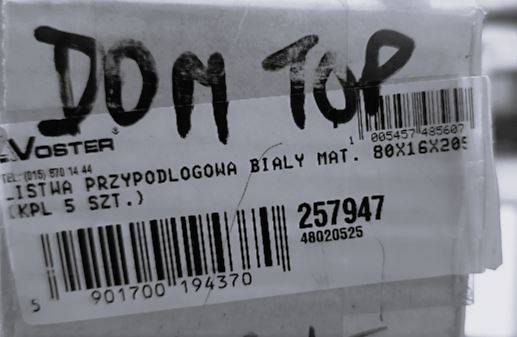 DOM TOP
VOSTER®
TEL: (015) 870 14 44
LISTWA PRZYPODLOGOWA BIALY MAT. 80X16X205
(KPL 5 SZT.)
1 005457 485607
257947
48020525
5 901700 194370